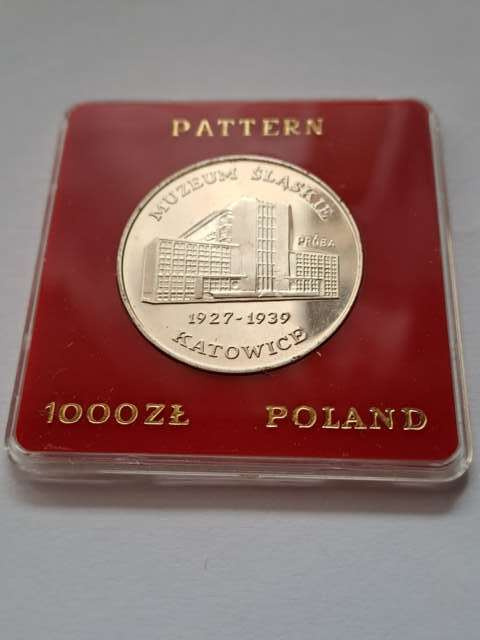 PATTERN
MUZEUM ŚLĄSKIE
PRÓBA
1927-1939
KATOWICE
1000ZŁ POLAND